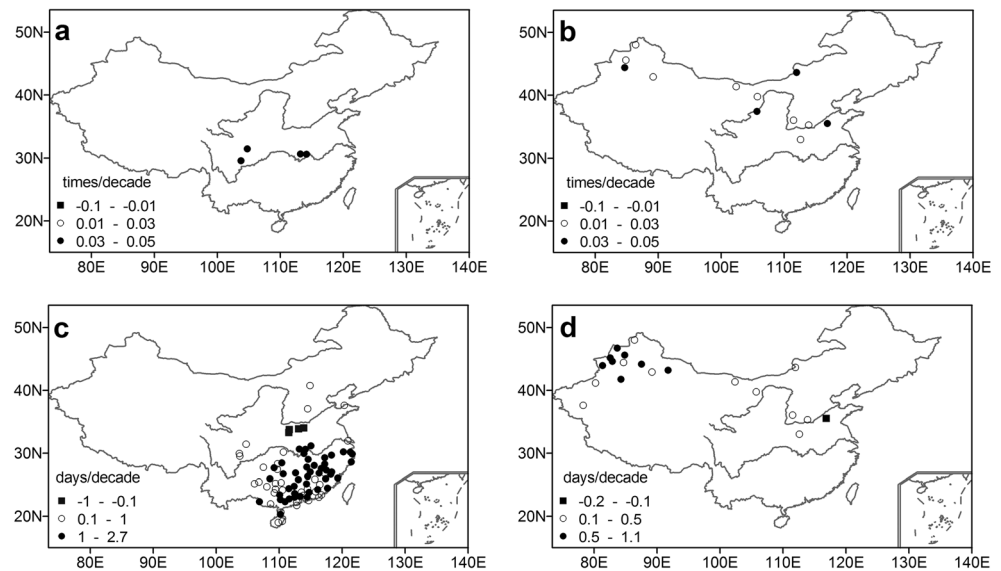 a
50N
40N
30N
20N
times/decade
-0.1 - -0.01
0.01 - 0.03
0.03 - 0.05
80E 90E 100E 110E 120E 130E 140E
b
50N
40N
30N
20N
times/decade
-0.1 - -0.01
0.01 - 0.03
0.03 - 0.05
80E 90E 100E 110E 120E 130E 140E
c
50N
40N
30N
20N
days/decade
-1 - -0.1
0.1 - 1
1 - 2.7
80E 90E 100E 110E 120E 130E 140E
d
50N
40N
30N
20N
days/decade
-0.2 - -0.1
0.1 - 0.5
0.5 - 1.1
80E 90E 100E 110E 120E 130E 140E